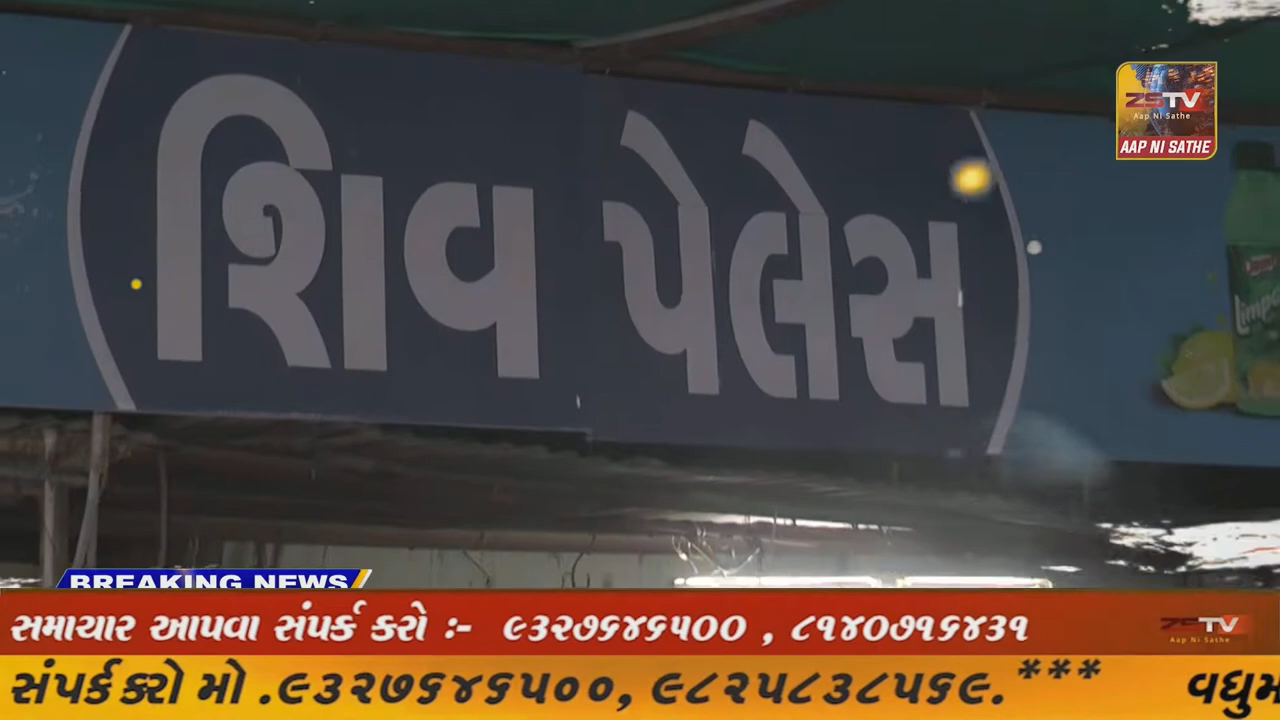 શિવ પેલેસ
ZSTV
Aap Ni Sathe
AAP NI SATHE
BREAKING NEWS
સમાચાર આપવા સંપર્ક કરો :- ૯૩૨૭૬૪૬૫૦૦ , ૮૧૪૦૭૧૬૪૩૧
ZSTV
Aap Ni Sathe
સંપર્ક કરો મો .૯૩૨૭૬૪૬૫૦૦, ૯૮૨૫૮૩૮૫૬૯. ***